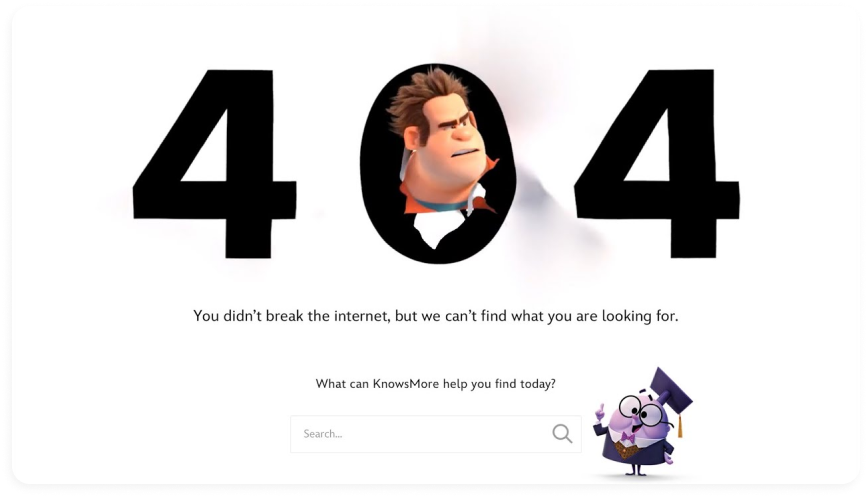 404
You didn’t break the internet, but we can’t find what you are looking for.
What can KnowsMore help you find today?
Search...